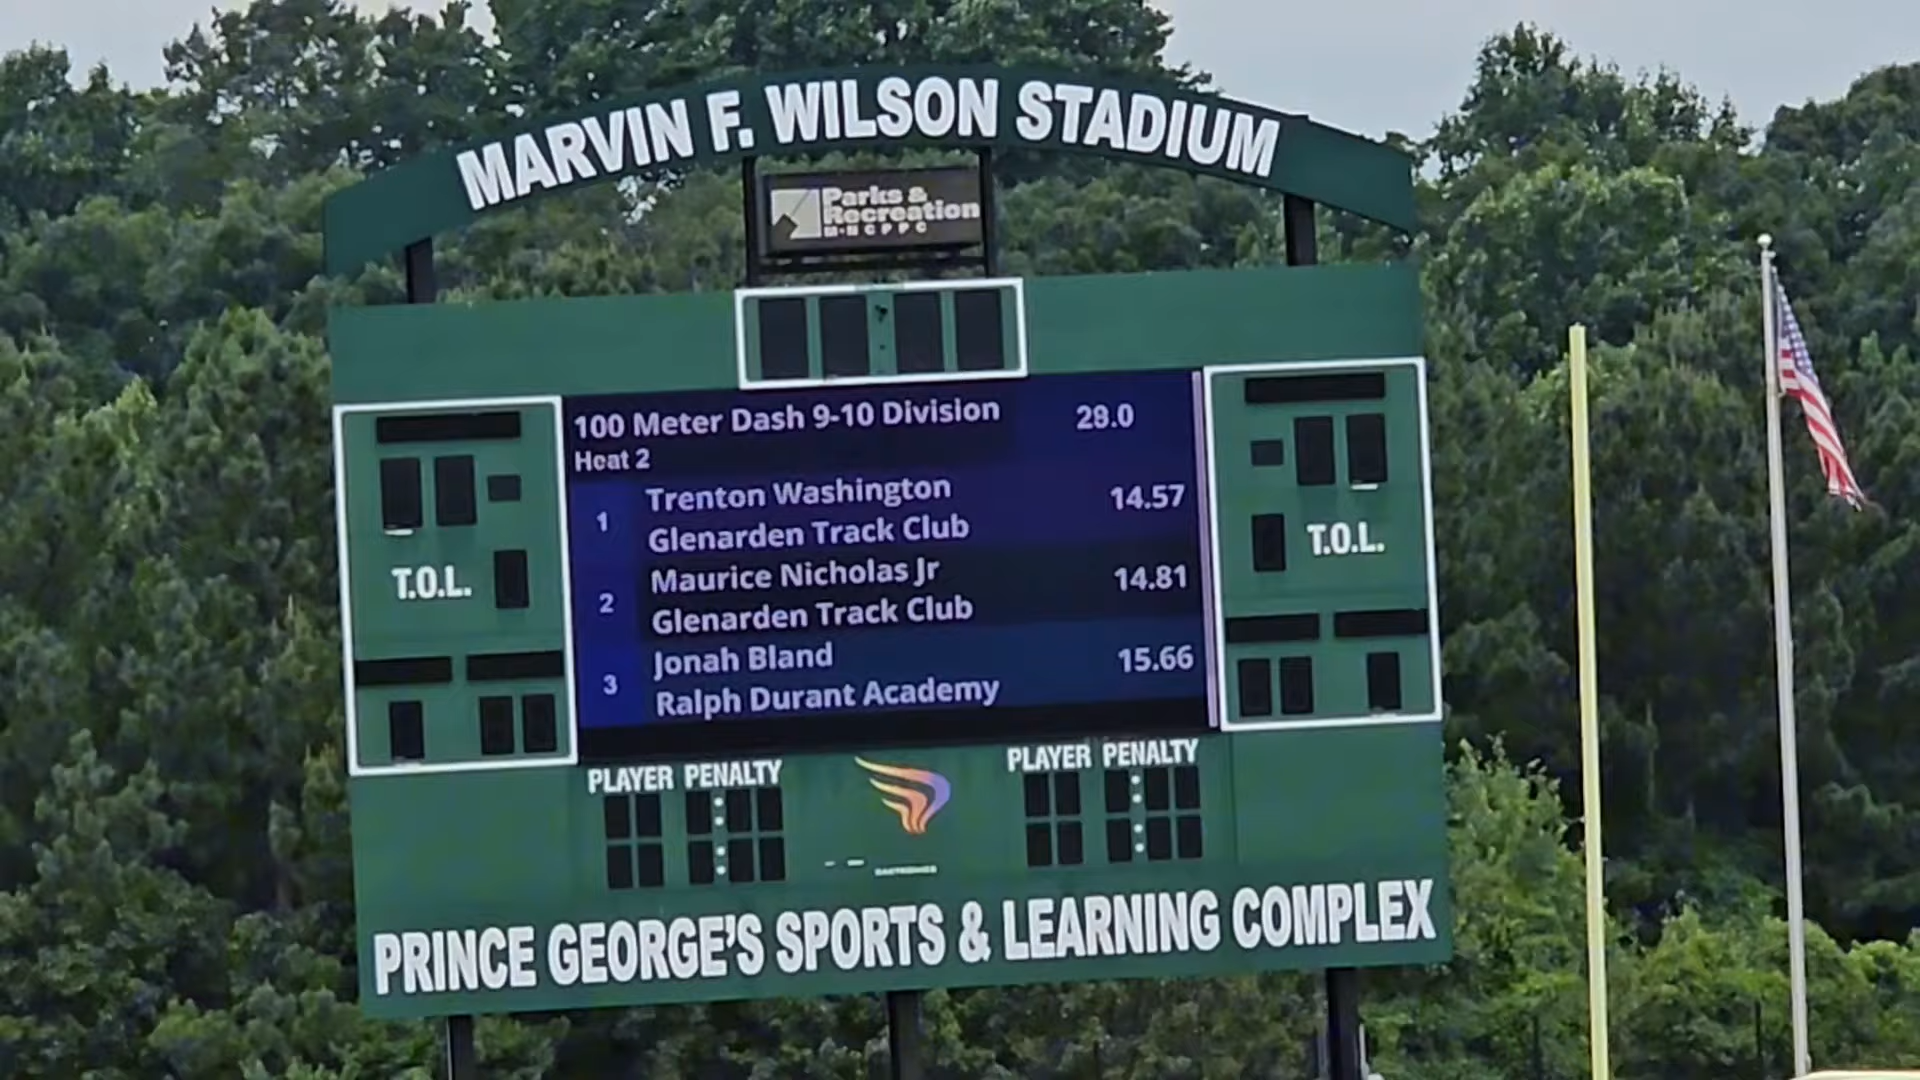 MARVIN F. WILSON STADIUM
Parks &
Recreation
M-NCPPC
100 Meter Dash 9-10 Division 28.0
Heat 2
1 Trenton Washington 14.57
Glenarden Track Club
2 Maurice Nicholas Jr 14.81
Glenarden Track Club
3 Jonah Bland 15.66
Ralph Durant Academy
T.O.L.
T.O.L.
PLAYER PENALTY
PLAYER PENALTY
DAKTRONICS
PRINCE GEORGE'S SPORTS & LEARNING COMPLEX